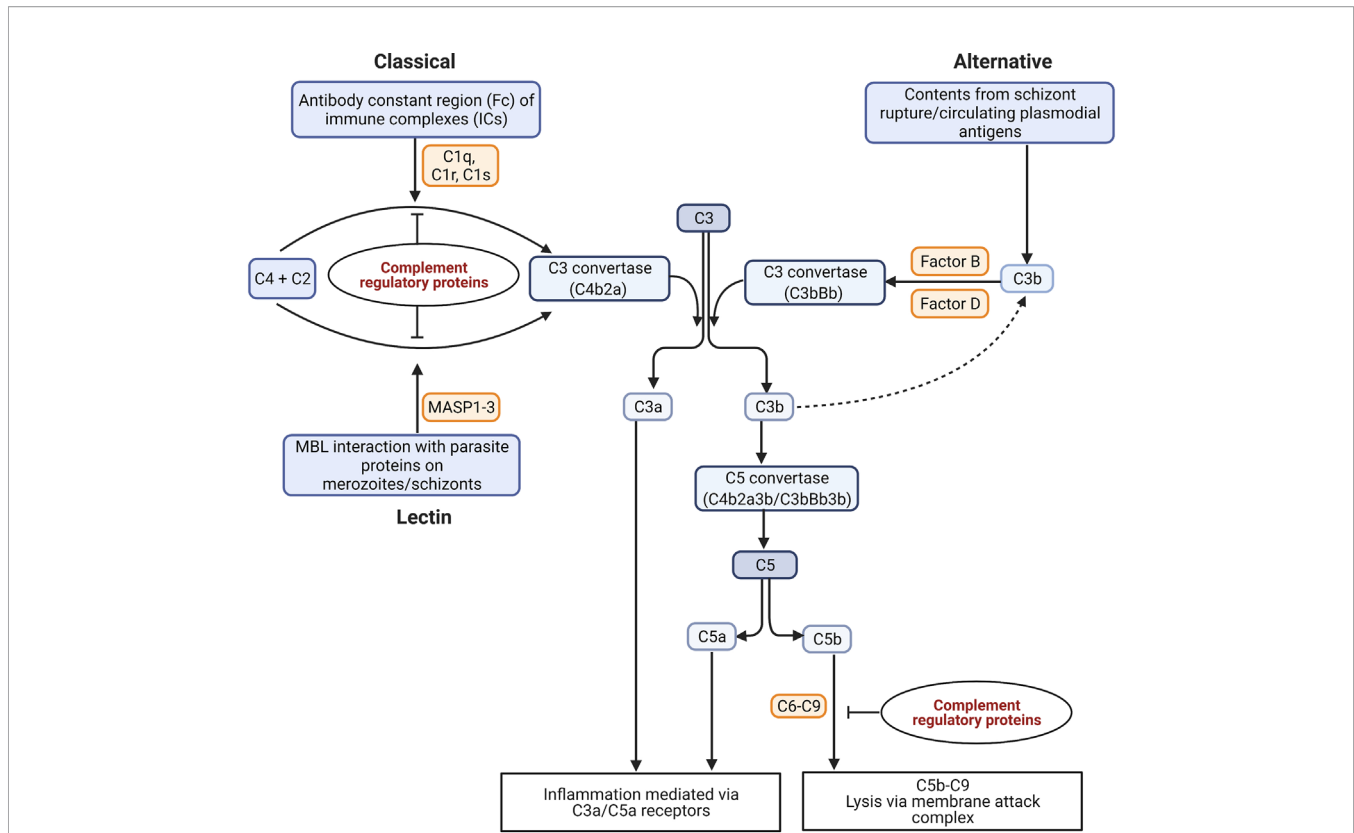 Classical
Antibody constant region (Fc) of
immune complexes (ICs)
C1q,
C1r, C1s
Alternative
Contents from schizont
rupture/circulating plasmodial
antigens
C3
C4 + C2
Complement
regulatory proteins
C3 convertase
(C4b2a)
C3 convertase
(C3bBb)
Factor B
Factor D
C3b
MASP1-3
MBL interaction with parasite
proteins on
merozoites/schizonts
Lectin
C3a
C3b
C5 convertase
(C4b2a3b/C3bBb3b)
C5
C5a
C5b
C6-C9
Complement
regulatory proteins
Inflammation mediated via
C3a/C5a receptors
C5b-C9
Lysis via membrane attack
complex